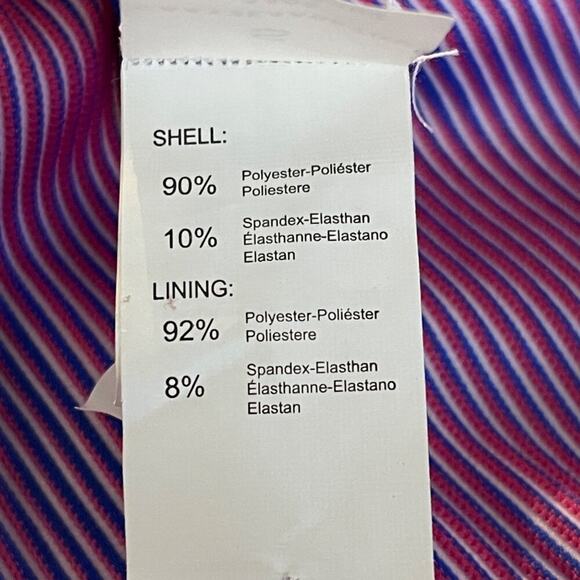 SHELL:
90% Polyester-Poliéster
Poliestere
10% Spandex-Elasthan
Élasthanne-Elastano
Elastan
LINING:
92% Polyester-Poliéster
Poliestere
8% Spandex-Elasthan
Élasthanne-Elastano
Elastan